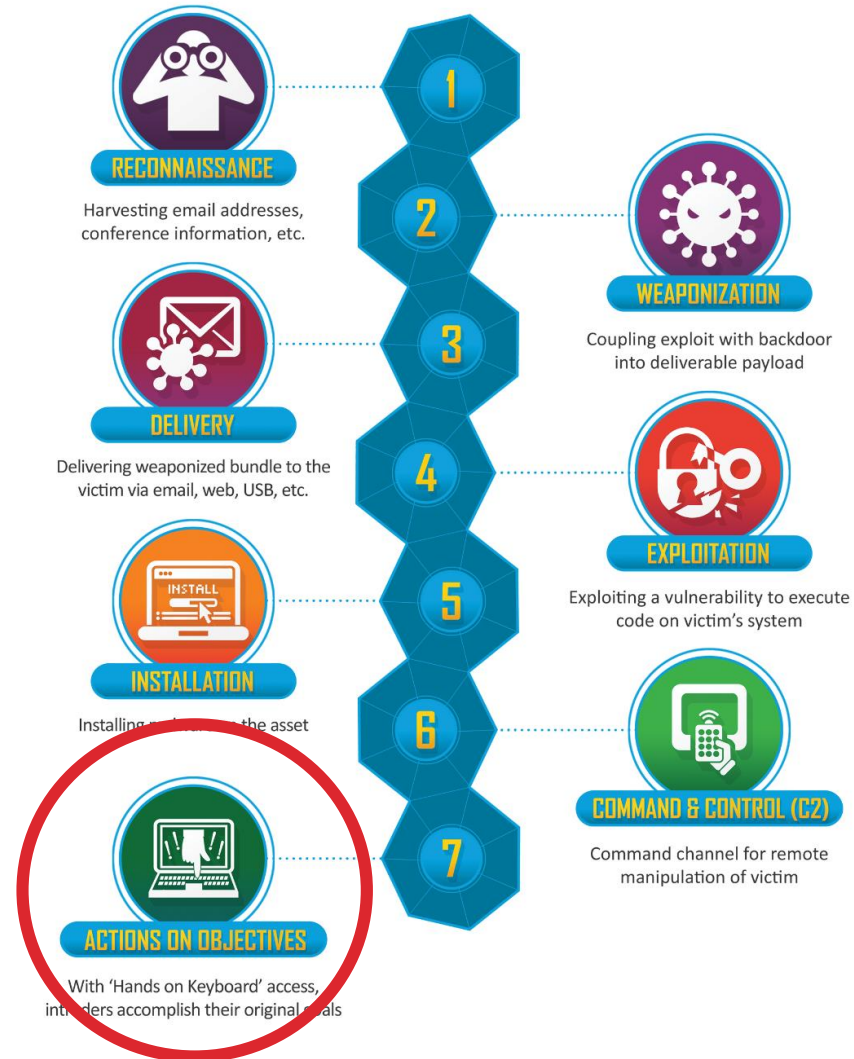 1
RECONNAISSANCE
Harvesting email addresses,
conference information, etc.
2
WEAPONIZATION
Coupling exploit with backdoor
into deliverable payload
3
DELIVERY
Delivering weaponized bundle to the
victim via email, web, USB, etc.
4
EXPLOITATION
Exploiting a vulnerability to execute
code on victim's system
5
INSTALL
INSTALLATION
Installing the asset
6
COMMAND & CONTROL (C2)
Command channel for remote
manipulation of victim
7
ACTIONS ON OBJECTIVES
With 'Hands on Keyboard' access,
intruders accomplish their original goals